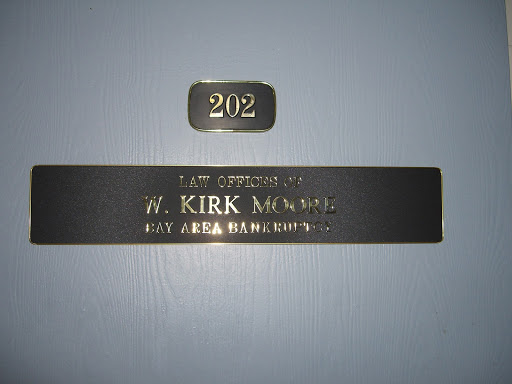 202
LAW OFFICES OF
W. KIRK MOORE
BAY AREA BANKRUPTCY